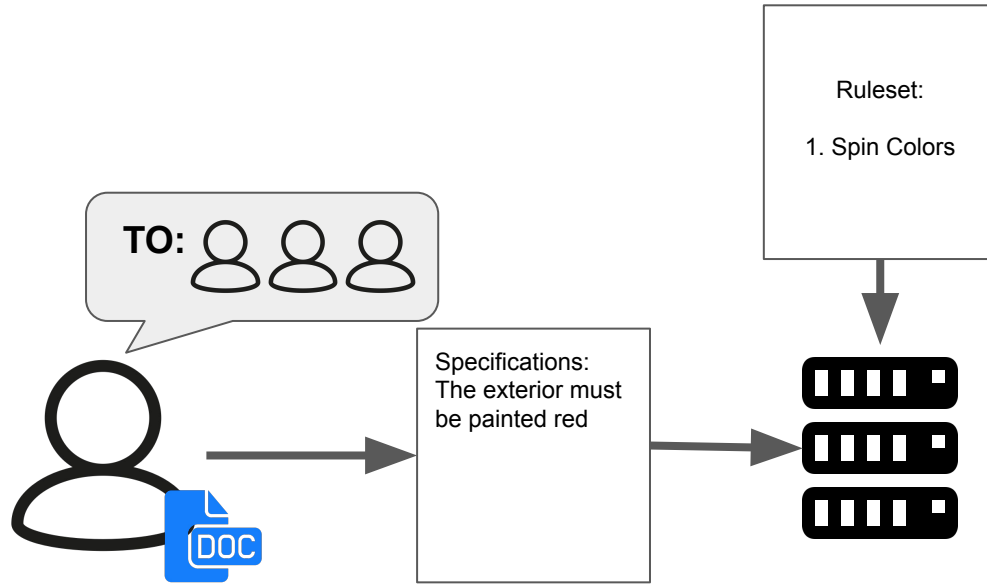 Ruleset:
1. Spin Colors
TO:
Specifications:
The exterior must
be painted red
DOC